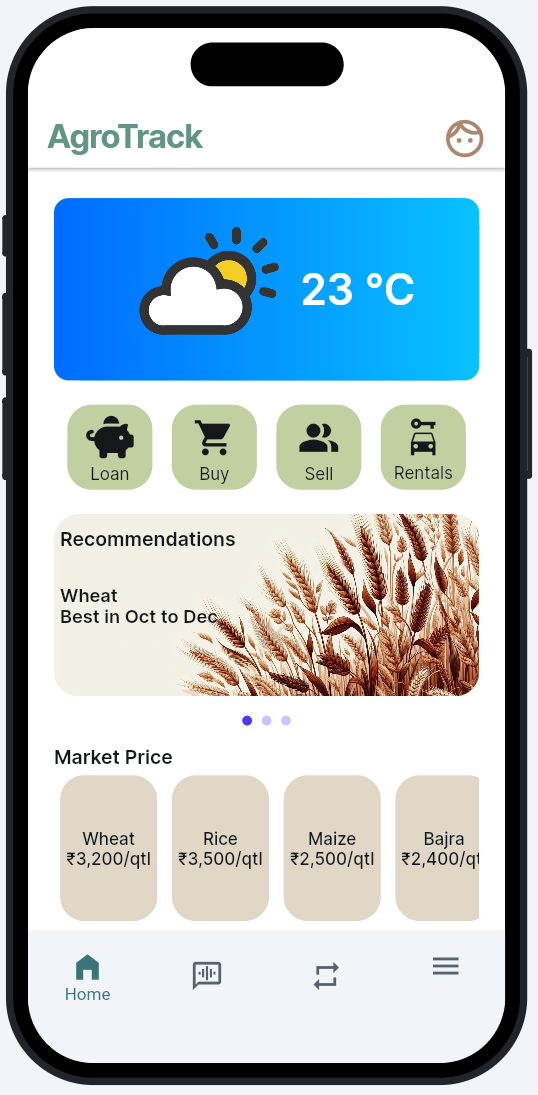 AgroTrack
23 °C
Loan
Buy
Sell
Rentals
Recommendations
Wheat
Best in Oct to Dec
Market Price
Wheat
₹3,200/qtl
Rice
₹3,500/qtl
Maize
₹2,500/qtl
Bajra
₹2,400/qt
Home